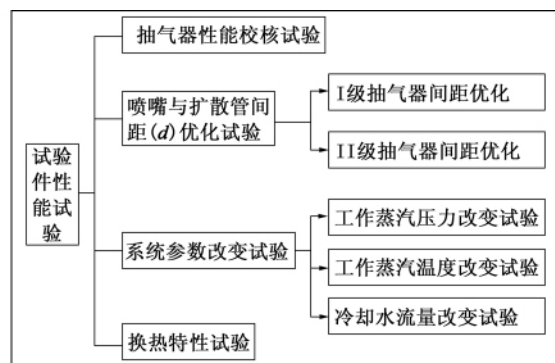 试验
件性
能试
验
抽气器性能校核试验
喷嘴与扩散管间
距(d)优化试验
I级抽气器间距优化
II级抽气器间距优化
系统参数改变试验
工作蒸汽压力改变试验
工作蒸汽温度改变试验
冷却水流量改变试验
换热特性试验